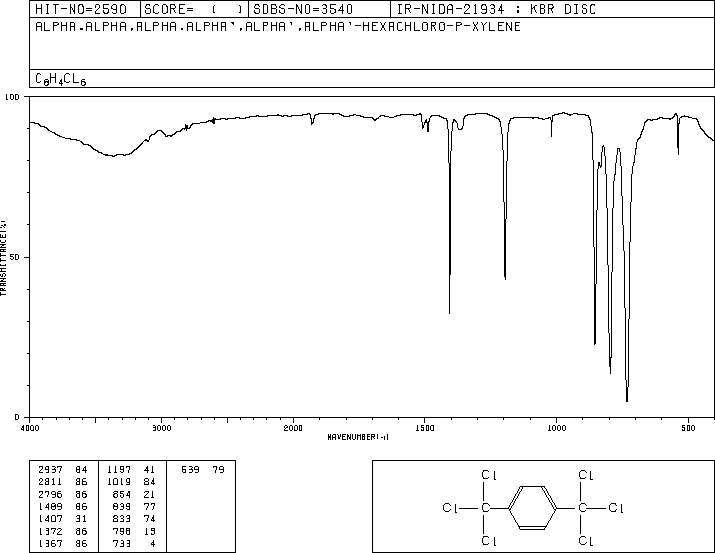 HIT-NO=2590 SCORE= ( ) SDBS-NO=3540 IR-NIDA-21934 : KBR DISC
ALPHA,ALPHA,ALPHA,ALPHA',ALPHA',ALPHA'-HEXACHLORO-P-XYLENE
C8H4CL6
100
50
0
TRANSMITTANCE(%)
4000 3000 2000 1500 1000 500
WAVENUMBER(-1)
2937 84 1197 41 539 79
2811 86 1019 84
2796 86 854 21
1489 86 839 77
1407 31 833 74
1372 86 798 13
1367 86 733 4
Cl Cl
Cl Cl
Cl Cl